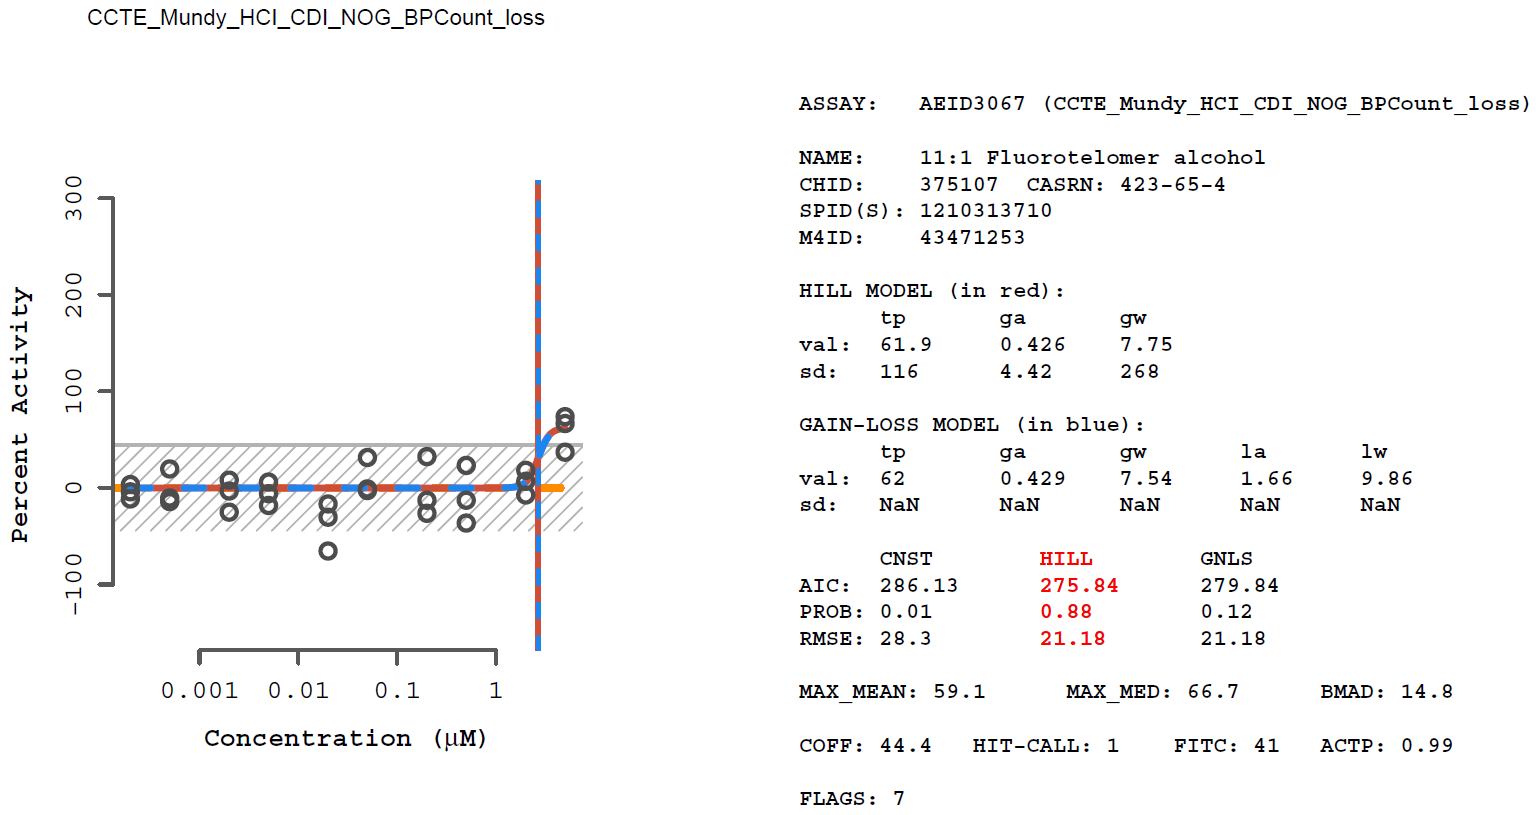 CCTE_Mundy_HCI_CDI_NOG_BPCount_loss
300
200
100
0
-100
Percent Activity
0.001 0.01 0.1 1
Concentration (μM)
ASSAY: AEID3067 (CCTE_Mundy_HCI_CDI_NOG_BPCount_loss)
NAME: 11:1 Fluorotelomer alcohol
CHID: 375107 CASRN: 423-65-4
SPID(S): 1210313710
M4ID: 43471253
HILL MODEL (in red):
tp ga gw
val: 61.9 0.426 7.75
sd: 116 4.42 268
GAIN-LOSS MODEL (in blue):
tp ga gw la lw
val: 62 0.429 7.54 1.66 9.86
sd: NaN NaN NaN NaN NaN
CNST HILL GNLS
AIC: 286.13 275.84 279.84
PROB: 0.01 0.88 0.12
RMSE: 28.3 21.18 21.18
MAX_MEAN: 59.1 MAX_MED: 66.7 BMAD: 14.8
COFF: 44.4 HIT-CALL: 1 FITC: 41 ACTP: 0.99
FLAGS: 7